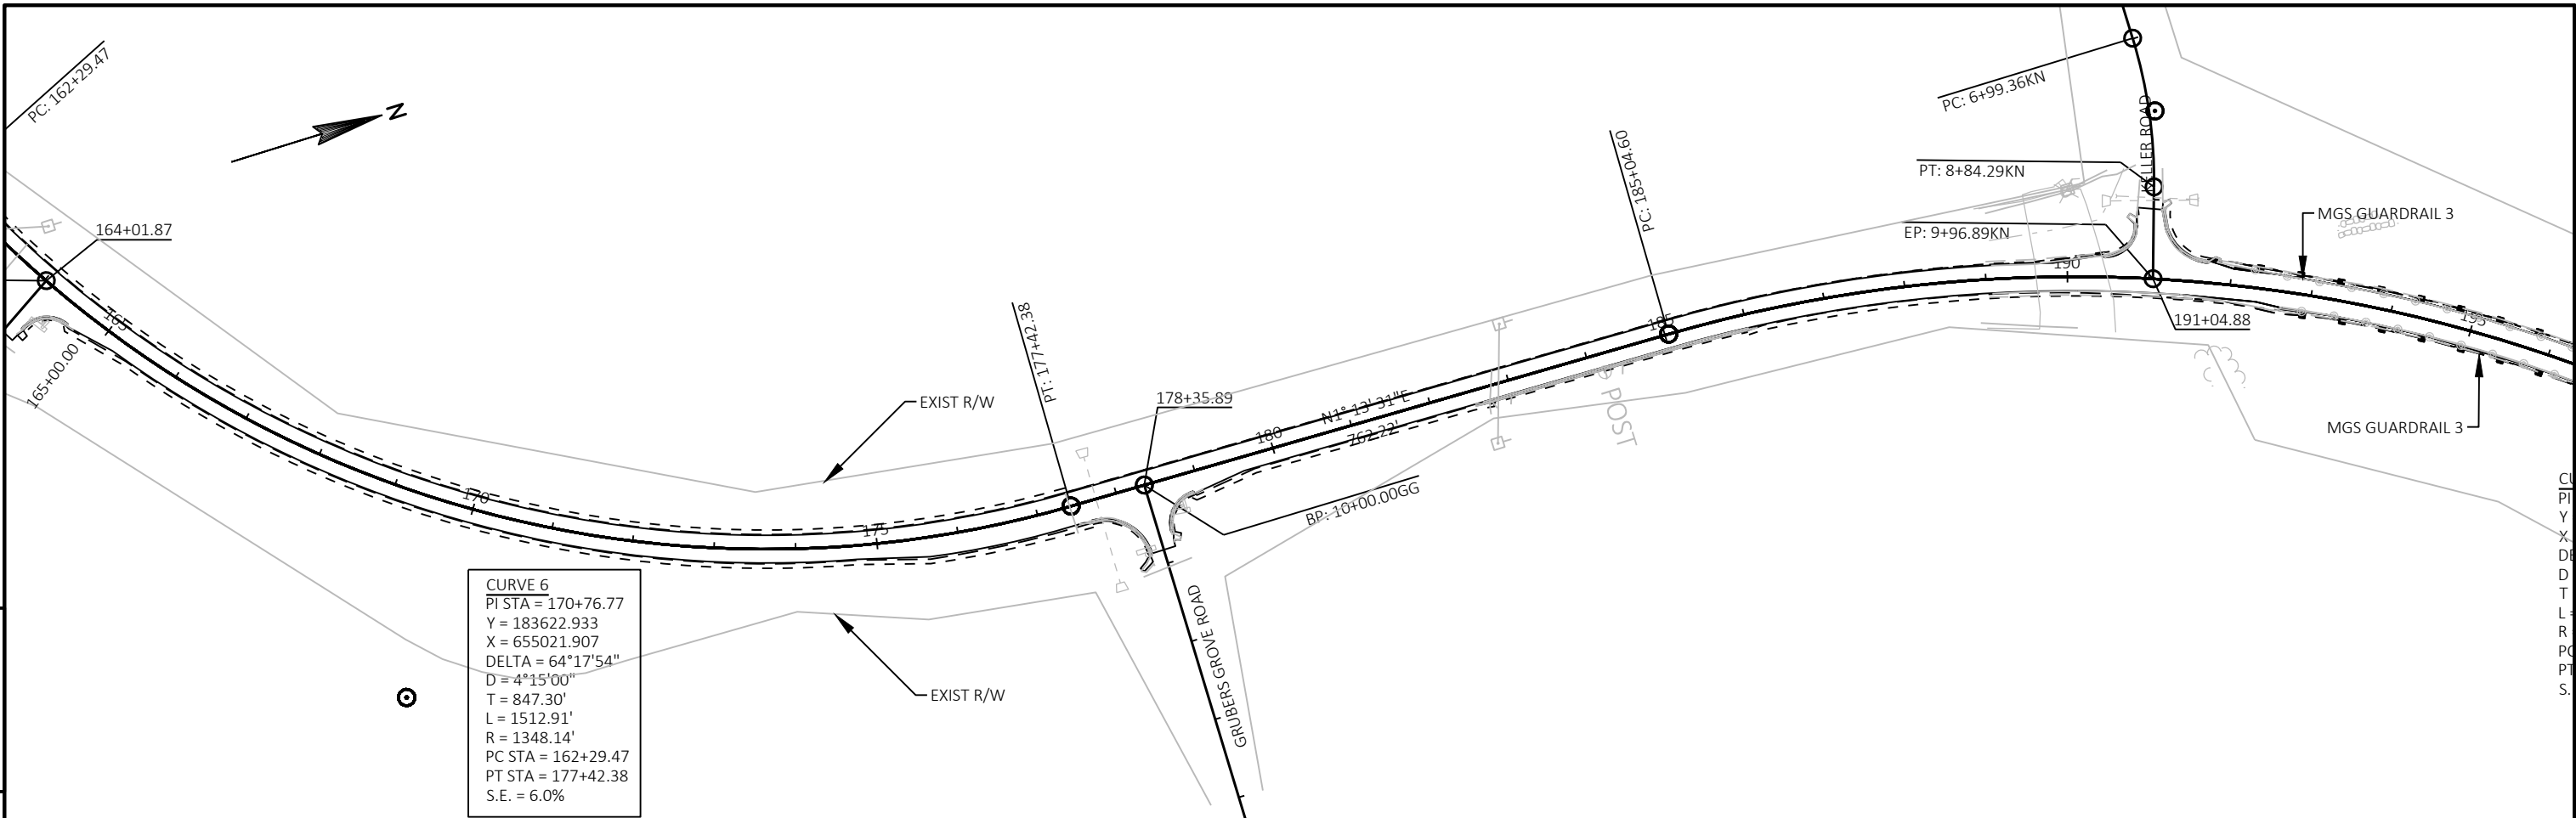 PC: 162+29.47
N
164+01.87
165
165+00.00
170
175
EXIST R/W
PT: 177+42.38
178+35.89
180
N1° 13' 31"E
762.22'
BP: 10+00.00GG
GRUBERS GROVE ROAD
EXIST R/W
CURVE 6
PI STA = 170+76.77
Y = 183622.933
X = 655021.907
DELTA = 64°17'54"
D = 4°15'00"
T = 847.30'
L = 1512.91'
R = 1348.14'
PC STA = 162+29.47
PT STA = 177+42.38
S.E. = 6.0%
PC: 185+04.60
185
POST
PC: 6+99.36KN
KELLER ROAD
PT: 8+84.29KN
EP: 9+96.89KN
190
191+04.88
MGS GUARDRAIL 3
195
MGS GUARDRAIL 3
PI
Y
X
D
T
L
R
S.